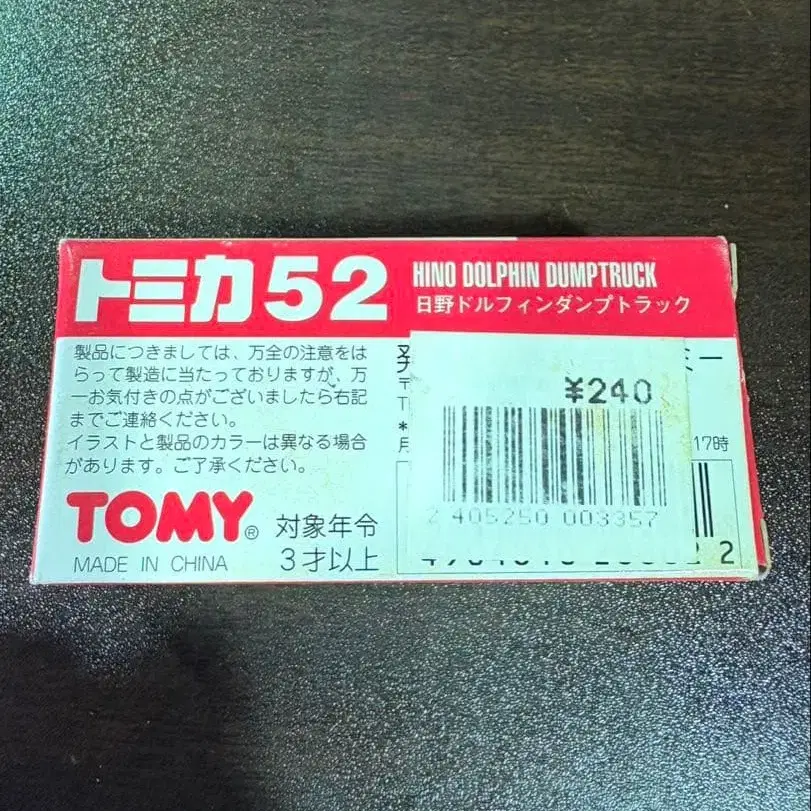 トミカ52
HINO DOLPHIN DUMPTRUCK
日野ドルフィンダンプトラック
製品につきましては、万全の注意をは
らって製造に当たっておりますが、万
一お気付きの点がございましたら右記
までご連絡ください。
イラストと製品のカラーは異なる場合
があります。ご了承ください。
TOMY®
MADE IN CHINA
対象年令
3才以上
〒
T
*
17時
¥240
2 405250 003357